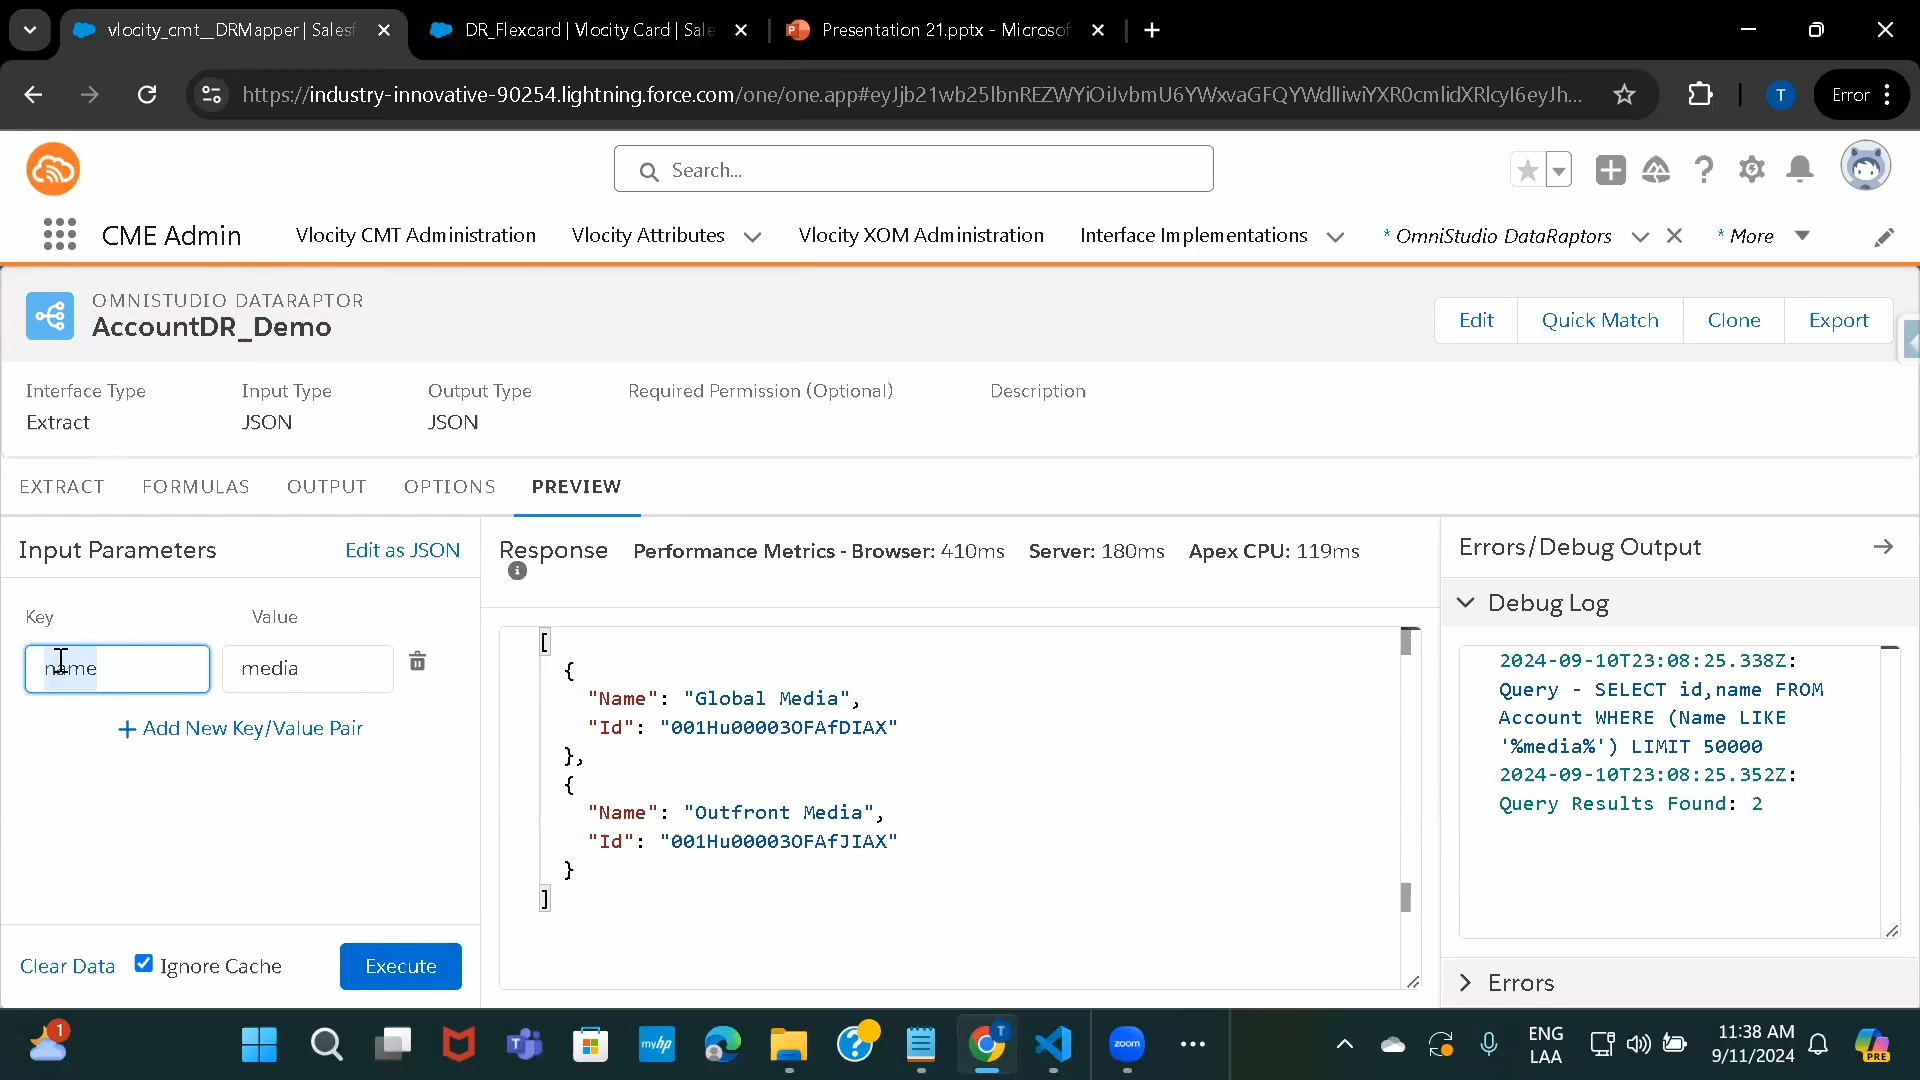 vlocity_cmt__DRMapper | Salesf
DR_Flexcard | Vlocity Card | Sale
Presentation 21.pptx - Microsof
https://industry-innovative-90254.lightning.force.com/one/one.app#eyJjb21wb25lbnREZWYiOiJvbmU6YWxvaGFQYWdlIiwiYXR0cmlidXRlcyI6eyJh...
T
Error
Search...
CME Admin
Vlocity CMT Administration
Vlocity Attributes
Vlocity XOM Administration
Interface Implementations
* OmniStudio DataRaptors
* More
OMNISTUDIO DATARAPTOR
AccountDR_Demo
Edit
Quick Match
Clone
Export
Interface Type
Input Type
Output Type
Required Permission (Optional)
Description
Extract
JSON
JSON
EXTRACT
FORMULAS
OUTPUT
OPTIONS
PREVIEW
Input Parameters
Edit as JSON
Response
Performance Metrics - Browser: 410ms Server: 180ms Apex CPU: 119ms
Errors/Debug Output
Key
Value
name
media
+ Add New Key/Value Pair
[
{
"Name": "Global Media",
"Id": "001Hu00003OFAfDIAX"
},
{
"Name": "Outfront Media",
"Id": "001Hu00003OFAfJIAX"
}
]
Debug Log
2024-09-10T23:08:25.338Z:
Query - SELECT id,name FROM
Account WHERE (Name LIKE
'%media%') LIMIT 50000
2024-09-10T23:08:25.352Z:
Query Results Found: 2
Clear Data
Ignore Cache
Execute
Errors
1
myhp
T
zoom
ENG
LAA
11:38 AM
9/11/2024
PRE